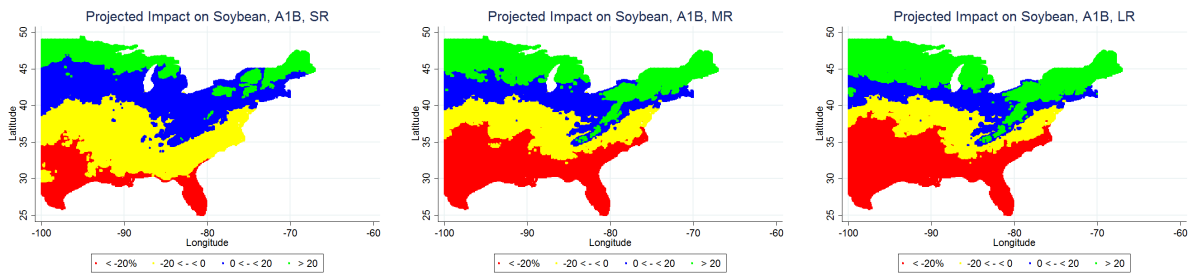 Projected Impact on Soybean, A1B, SR
50
45
40
35
30
25
Latitude
-100 -90 -80 -70 -60
Longitude
< -20% -20 < - < 0 0 < - < 20 > 20
Projected Impact on Soybean, A1B, MR
50
45
40
35
30
25
Latitude
-100 -90 -80 -70 -60
Longitude
< -20% -20 < - < 0 0 < - < 20 > 20
Projected Impact on Soybean, A1B, LR
50
45
40
35
30
25
Latitude
-100 -90 -80 -70 -60
Longitude
< -20% -20 < - < 0 0 < - < 20 > 20